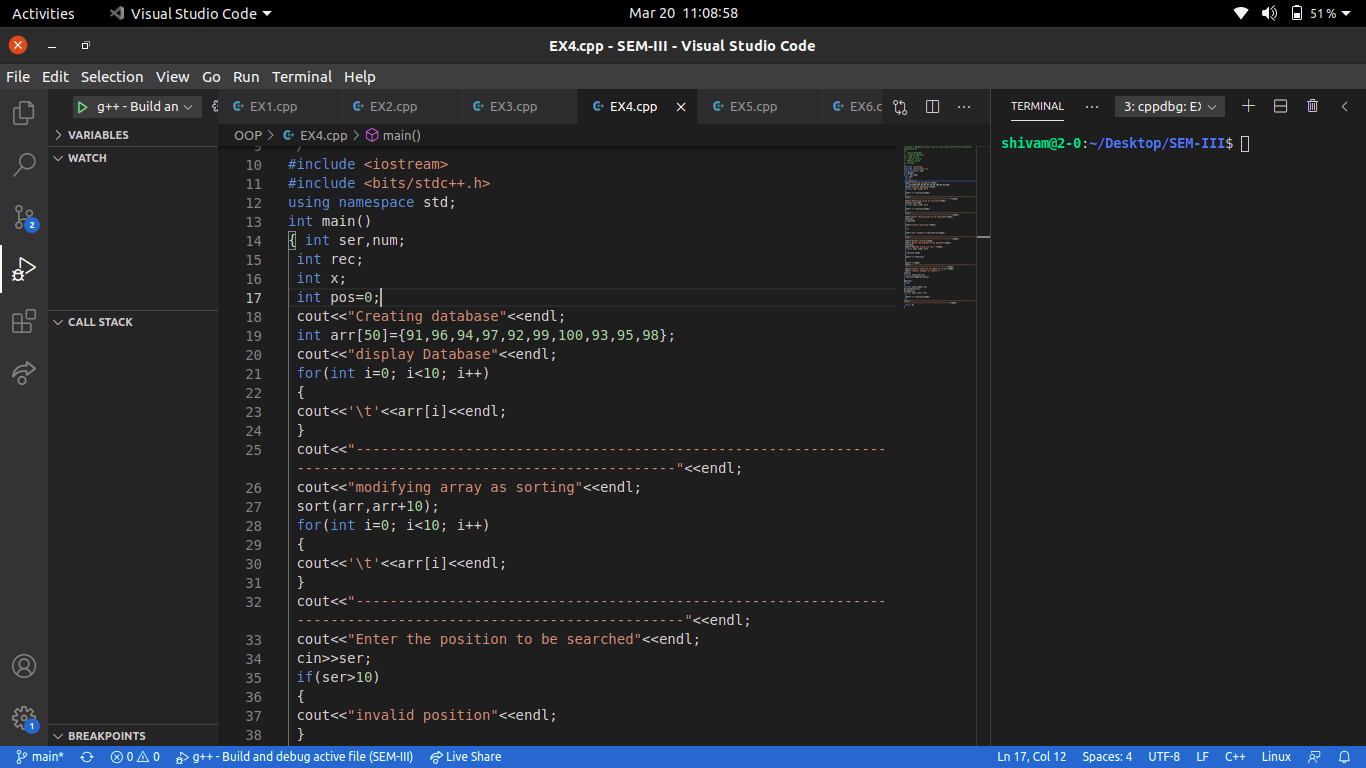 Activities
Visual Studio Code
Mar 20 11:08:58
51 %
EX4.cpp - SEM-III - Visual Studio Code
File Edit Selection View Go Run Terminal Help
g++ - Build an
EX1.cpp
EX2.cpp
EX3.cpp
EX4.cpp
EX5.cpp
EX6.c
TERMINAL
3: cppdbg: EX
VARIABLES
WATCH
CALL STACK
BREAKPOINTS
2
1
OOP > EX4.cpp > main()
9 /
10 #include <iostream>
11 #include <bits/stdc++.h>
12 using namespace std;
13 int main()
14 { int ser,num;
15 int rec;
16 int x;
17 int pos=0;
18 cout<<"Creating database"<<endl;
19 int arr[50]={91,96,94,97,92,99,100,93,95,98};
20 cout<<"display Database"<<endl;
21 for(int i=0; i<10; i++)
22 {
23 cout<<'\t'<<arr[i]<<endl;
24 }
25 cout<<"---------------------------------------------------------------
---------------------------------------------"<<endl;
26 cout<<"modifying array as sorting"<<endl;
27 sort(arr,arr+10);
28 for(int i=0; i<10; i++)
29 {
30 cout<<'\t'<<arr[i]<<endl;
31 }
32 cout<<"---------------------------------------------------------------
----------------------------------------------"<<endl;
33 cout<<"Enter the position to be searched"<<endl;
34 cin>>ser;
35 if(ser>10)
36 {
37 cout<<"invalid position"<<endl;
38 }
shivam@2-0:~/Desktop/SEM-III$
main*
0 0
g++ - Build and debug active file (SEM-III)
Live Share
Ln 17, Col 12
Spaces: 4
UTF-8
LF
C++
Linux